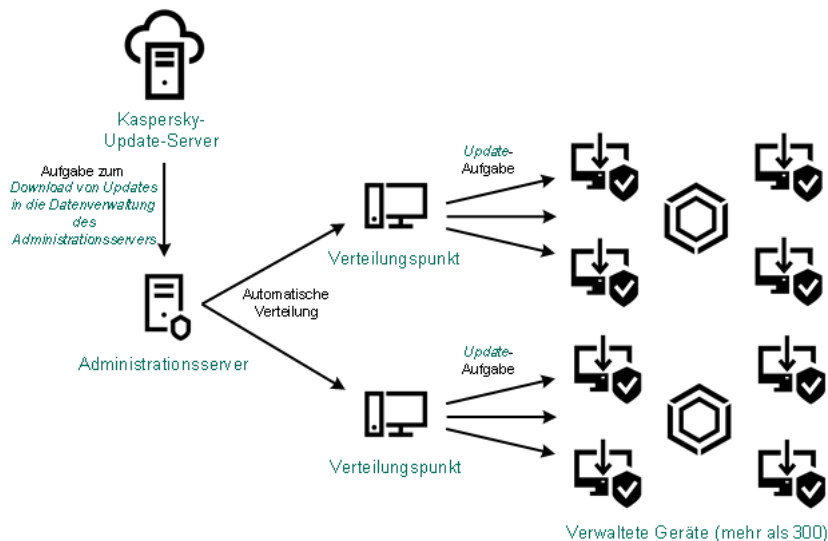 Kaspersky-
Update-Server
Aufgabe zum
Download von Updates
in die Datenverwaltung
des
Administrationsservers
Administrationsserver
Automatische
Verteilung
Verteilungspunkt
Update-
Aufgabe
Verteilungspunkt
Update-
Aufgabe
Verwaltete Geräte (mehr als 300)